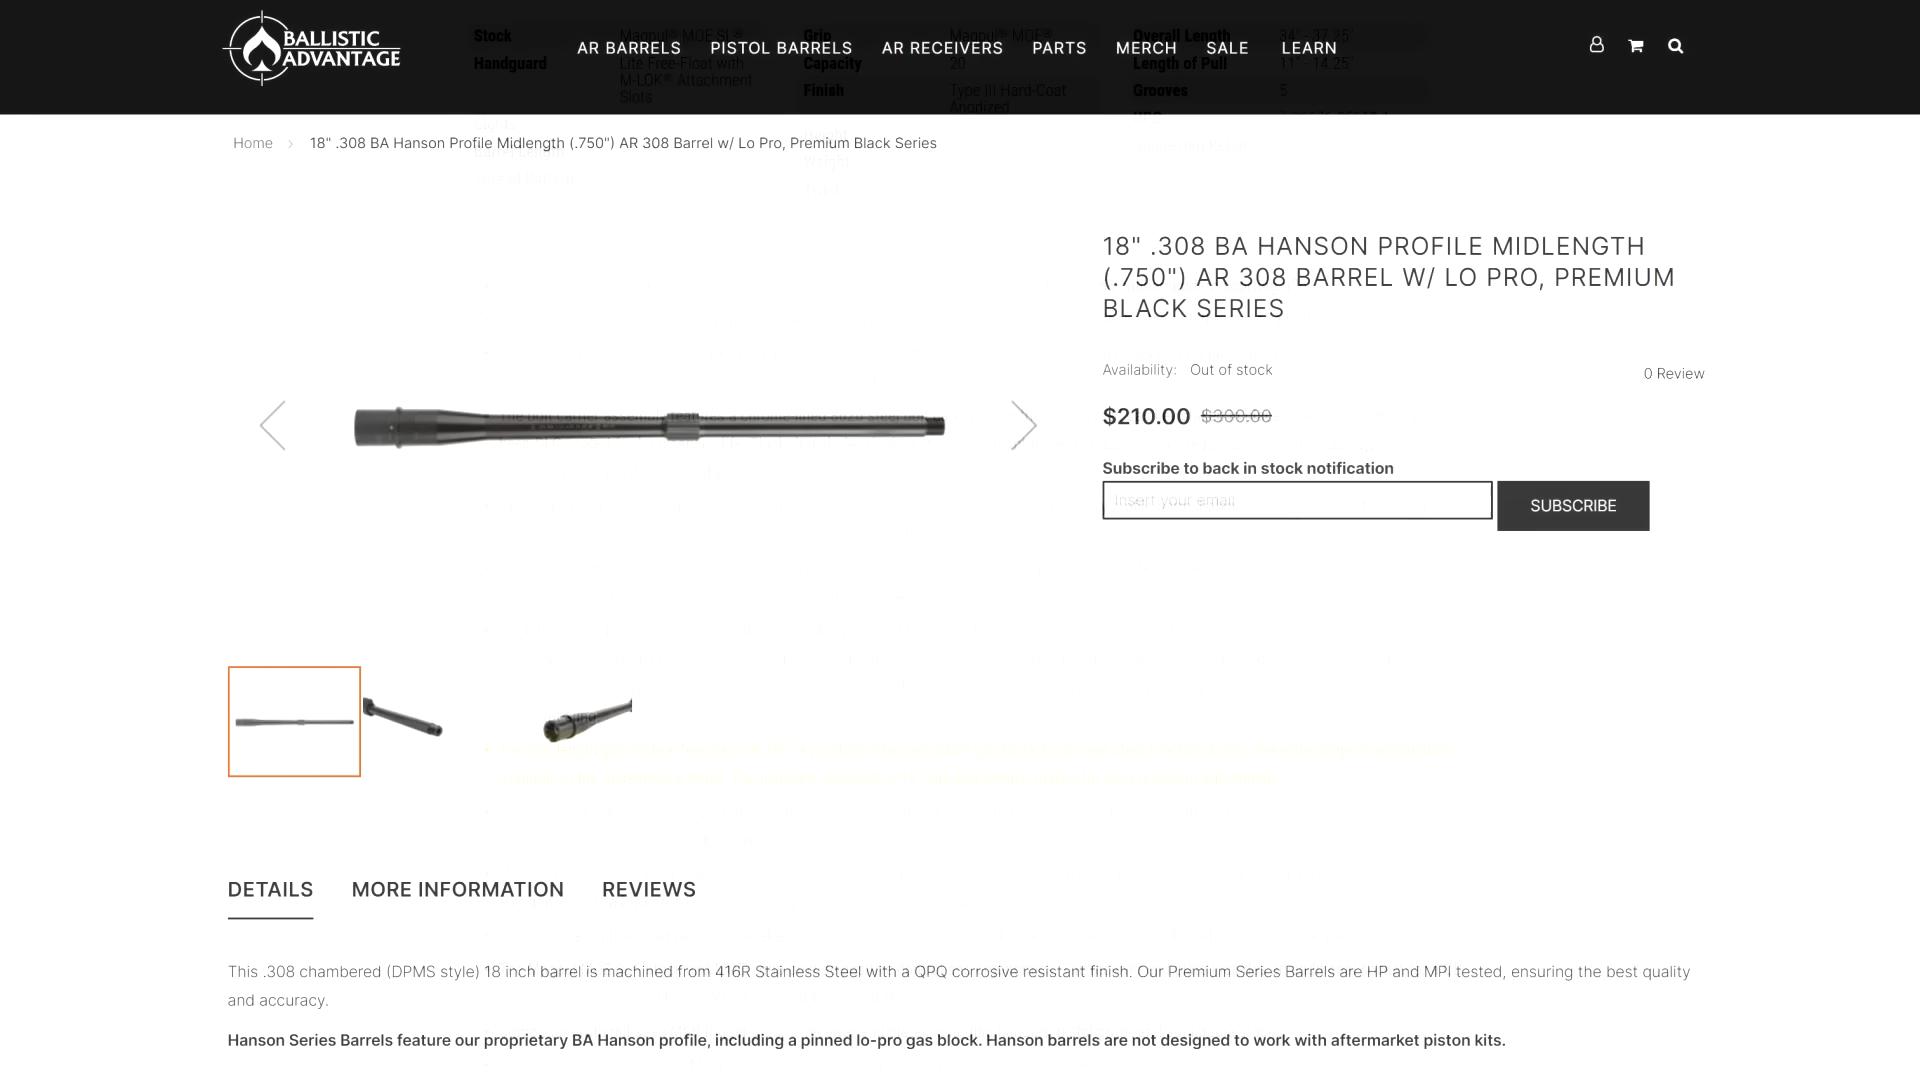 BALLISTIC
ADVANTAGE
AR BARRELS PISTOL BARRELS AR RECEIVERS PARTS MERCH SALE LEARN
Stock Magpul® MOE SL® Grip Magpul® MOE® Overall Length 34" - 37.25"
Handguard Lite Free-Float with Capacity 20 Length of Pull 11" - 14.25"
M-LOK® Attachment
Slots
Finish Type III Hard-Coat Grooves 5
Anodized
Home > 18" .308 BA Hanson Profile Midlength (.750") AR 308 Barrel w/ Lo Pro, Premium Black Series
Weight
18" .308 BA HANSON PROFILE MIDLENGTH
(.750") AR 308 BARREL W/ LO PRO, PREMIUM
BLACK SERIES
Availability: Out of stock
0 Review
$210.00 $300.00
Subscribe to back in stock notification
Insert your email
SUBSCRIBE
DETAILS MORE INFORMATION REVIEWS
This .308 chambered (DPMS style) 18 inch barrel is machined from 416R Stainless Steel with a QPQ corrosive resistant finish. Our Premium Series Barrels are HP and MPI tested, ensuring the best quality
and accuracy.
Hanson Series Barrels feature our proprietary BA Hanson profile, including a pinned lo-pro gas block. Hanson barrels are not designed to work with aftermarket piston kits.